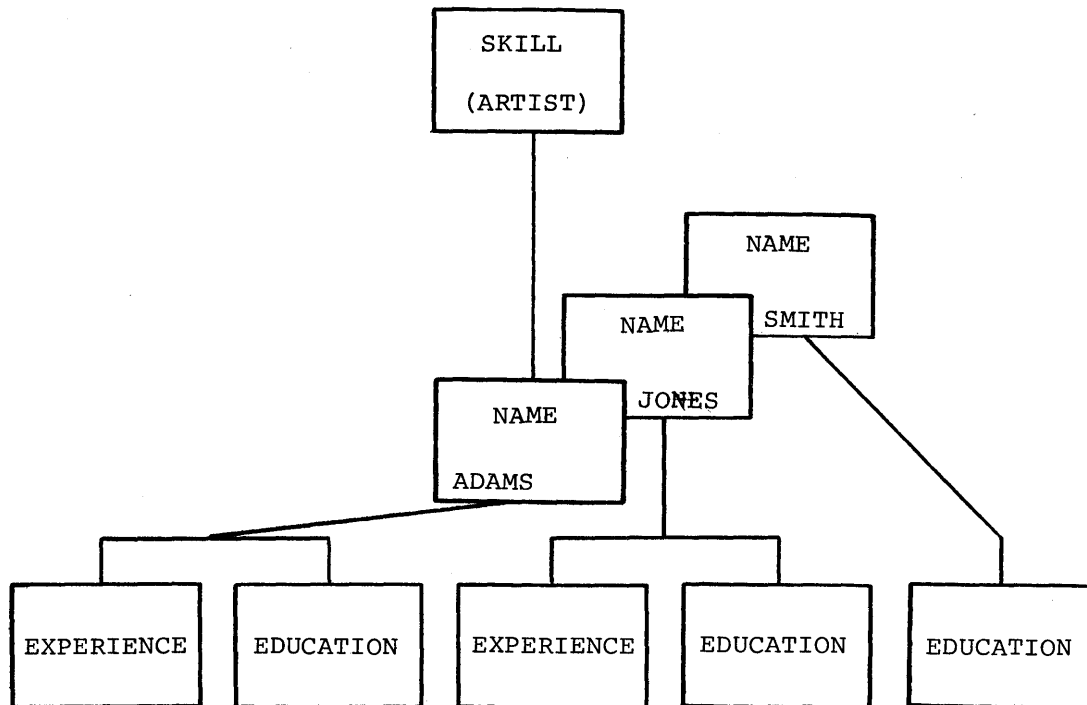 SKILL
(ARTIST)
NAME
SMITH
NAME
JONES
NAME
ADAMS
EXPERIENCE
EDUCATION
EXPERIENCE
EDUCATION
EDUCATION